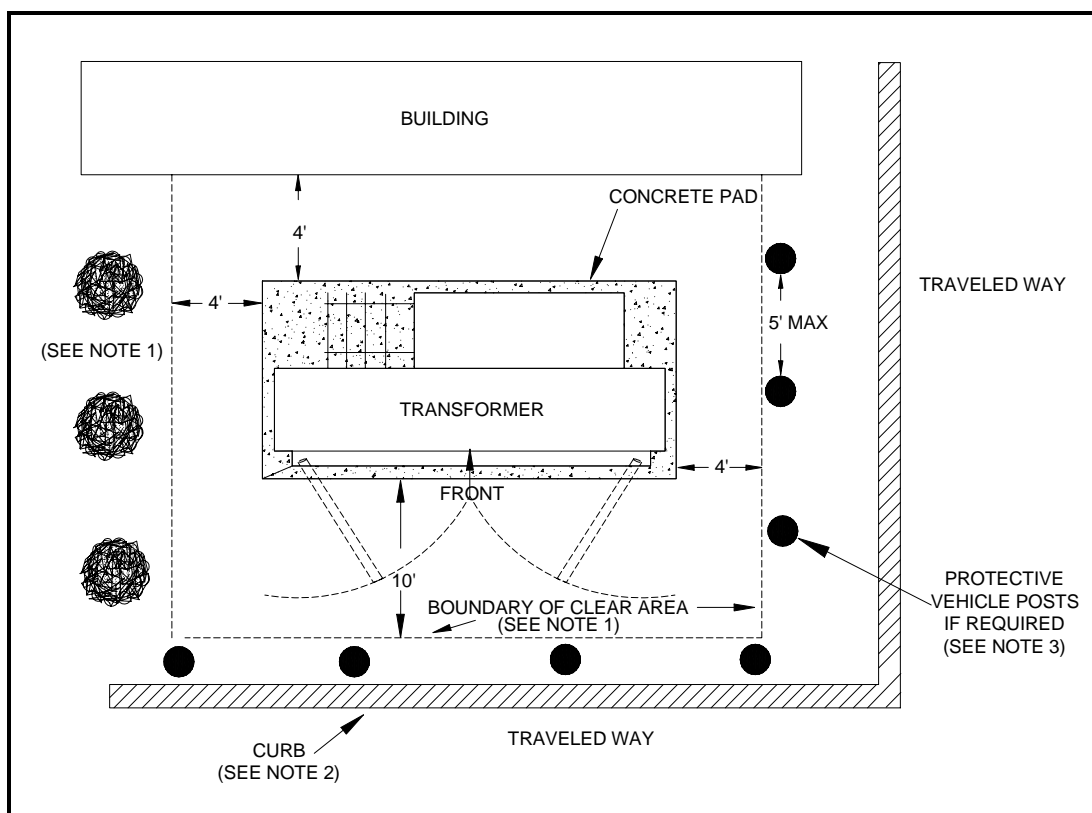 BUILDING
CONCRETE PAD
4'
4'
TRAVELED WAY
5' MAX
(SEE NOTE 1)
TRANSFORMER
4'
FRONT
10'
BOUNDARY OF CLEAR AREA
(SEE NOTE 1)
PROTECTIVE
VEHICLE POSTS
IF REQUIRED
(SEE NOTE 3)
TRAVELED WAY
CURB
(SEE NOTE 2)